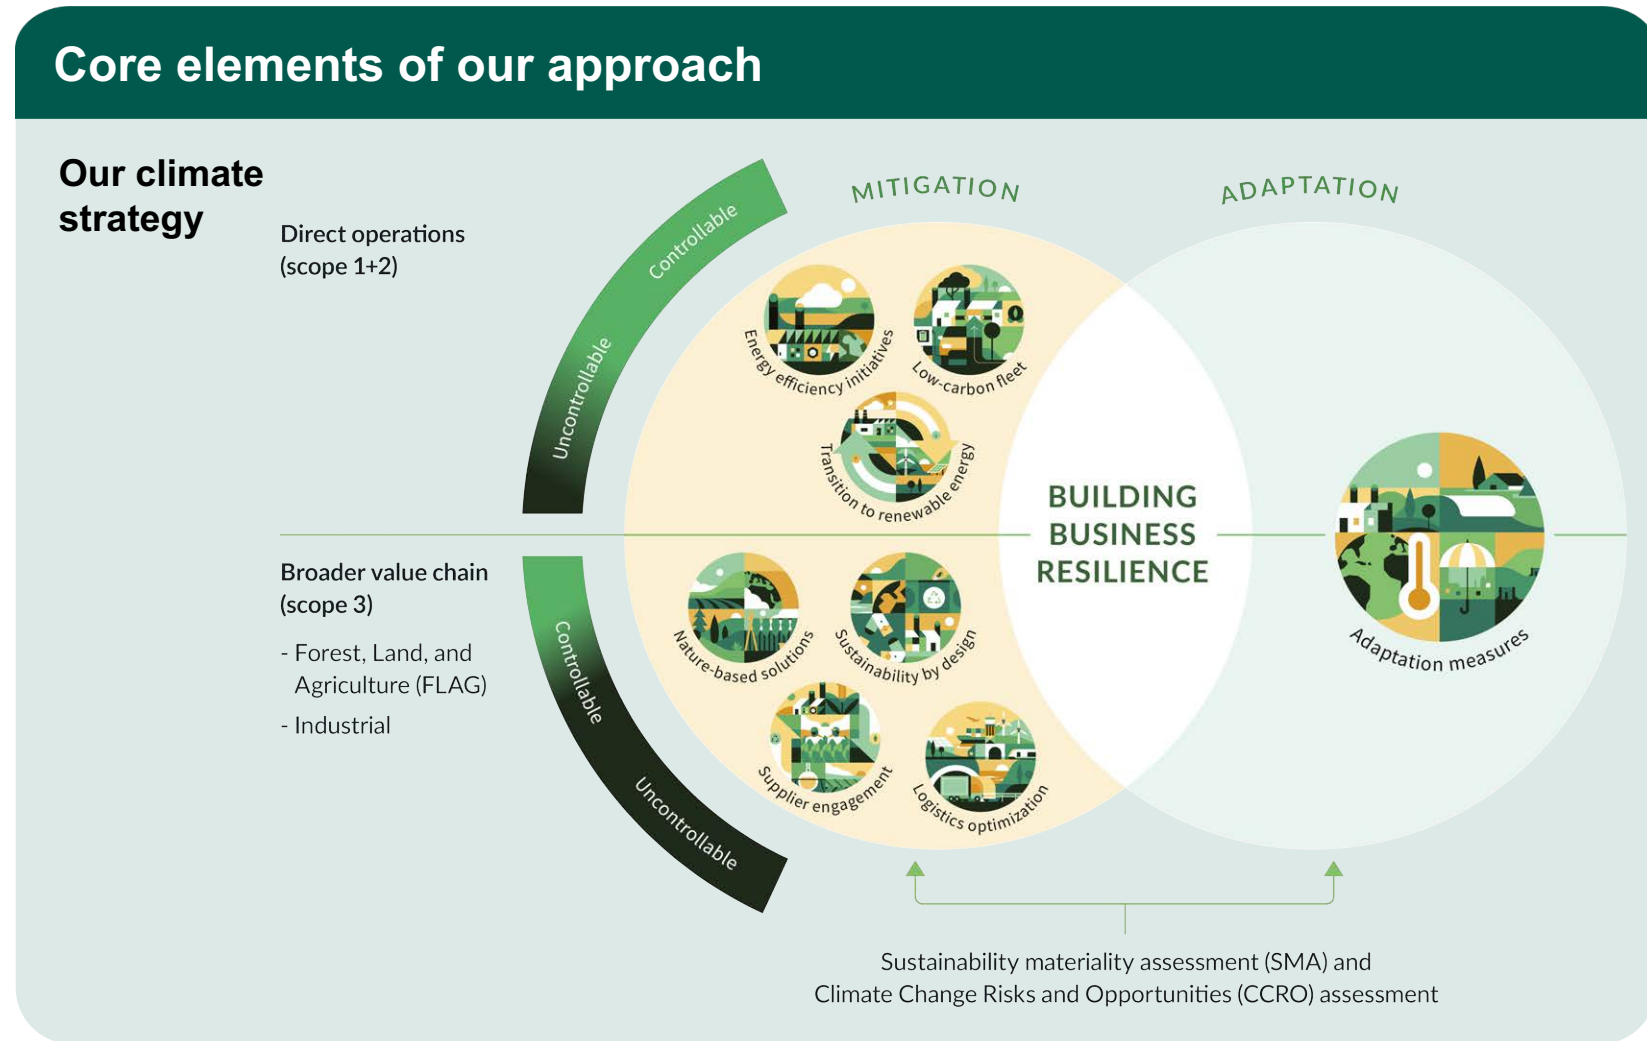 Core elements of our approach
Our climate
strategy
Direct operations
(scope 1+2)
Controllable
Uncontrollable
MITIGATION
ADAPTATION
Energy efficiency initiatives
Low-carbon fleet
Transition to renewable energy
BUILDING
BUSINESS
RESILIENCE
Adaptation measures
Broader value chain
(scope 3)
- Forest, Land, and
Agriculture (FLAG)
- Industrial
Controllable
Uncontrollable
Nature-based solutions
Sustainability by design
Supplier engagement
Logistics optimization
Sustainability materiality assessment (SMA) and
Climate Change Risks and Opportunities (CCRO) assessment